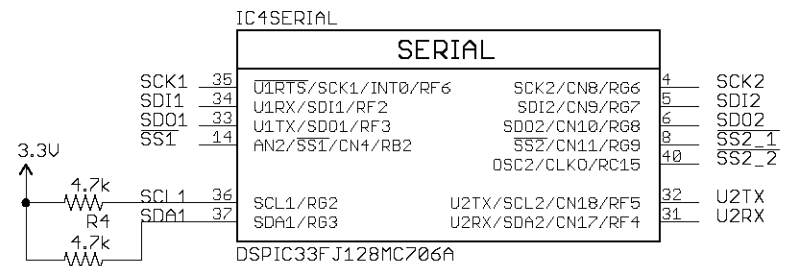 IC4SERIAL
SERIAL
SCK1 35 U1RTS/SCK1/INT0/RF6 SCK2/CN8/RG6 4 SCK2
SDI1 34 U1RX/SDI1/RF2 SDI2/CN9/RG7 5 SDI2
SDO1 33 U1TX/SDO1/RF3 SDO2/CN10/RG8 6 SDO2
SS1 14 AN2/SS1/CN4/RB2 SS2/CN11/RG9 8 SS2_1
OSC2/CLKO/RC15 40 SS2_2
3.3V
4.7k SCL1 36 SCL1/RG2 U2TX/SCL2/CN18/RF5 32 U2TX
R4 SDA1 37 SDA1/RG3 U2RX/SDA2/CN17/RF4 31 U2RX
4.7k
DSPIC33FJ128MC706A